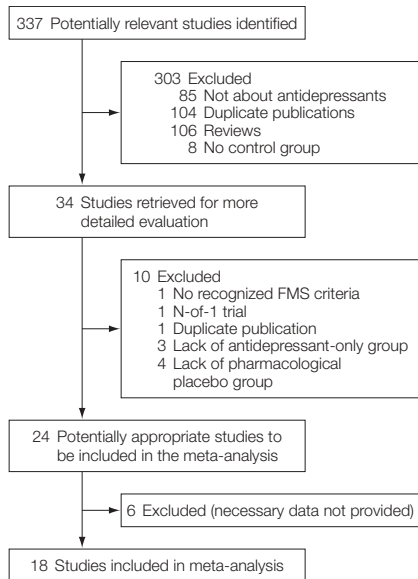 337 Potentially relevant studies identified
303 Excluded
85 Not about antidepressants
104 Duplicate publications
106 Reviews
8 No control group
34 Studies retrieved for more
detailed evaluation
10 Excluded
1 No recognized FMS criteria
1 N-of-1 trial
1 Duplicate publication
3 Lack of antidepressant-only group
4 Lack of pharmacological
placebo group
24 Potentially appropriate studies to
be included in the meta-analysis
6 Excluded (necessary data not provided)
18 Studies included in meta-analysis